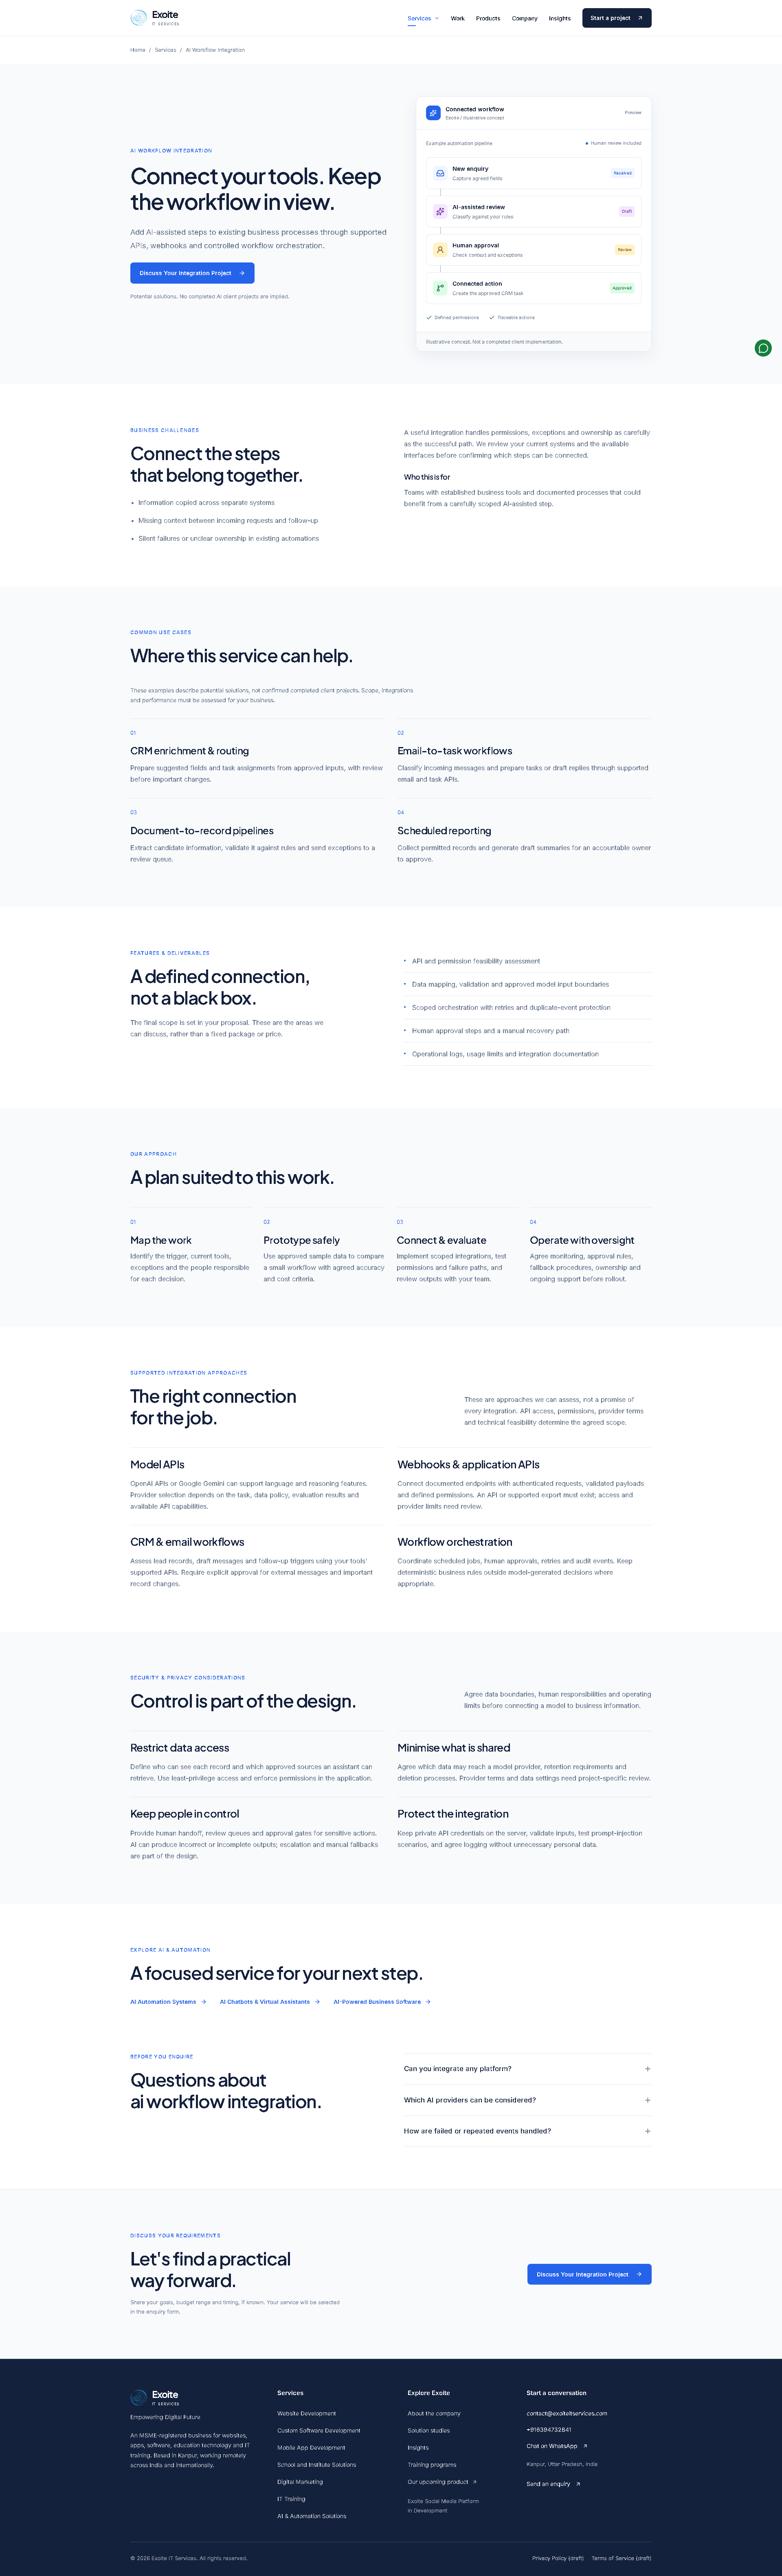 Exoite
IT SERVICES
Services
Work
Products
Company
Insights
Start a project
Home / Services / AI Workflow Integration
AI WORKFLOW INTEGRATION
Connect your tools. Keep
the workflow in view.
Add AI-assisted steps to existing business processes through supported
APIs, webhooks and controlled workflow orchestration.
Discuss Your Integration Project
Potential solutions. No completed AI client projects are implied.
Connected workflow
Exoite / Illustrative concept
Preview
Example automation pipeline
Human review included
New enquiry
Capture agreed fields
Received
AI-assisted review
Classify against your rules
Draft
Human approval
Check context and exceptions
Review
Connected action
Create the approved CRM task
Approved
Defined permissions
Traceable actions
Illustrative concept. Not a completed client implementation.
BUSINESS CHALLENGES
Connect the steps
that belong together.
Information copied across separate systems
Missing context between incoming requests and follow-up
Silent failures or unclear ownership in existing automations
A useful integration handles permissions, exceptions and ownership as carefully
as the successful path. We review your current systems and the available
interfaces before confirming which steps can be connected.
Who this is for
Teams with established business tools and documented processes that could
benefit from a carefully scoped AI-assisted step.
COMMON USE CASES
Where this service can help.
These examples describe potential solutions, not confirmed completed client projects. Scope, integrations
and performance must be assessed for your business.
01
CRM enrichment & routing
Prepare suggested fields and task assignments from approved inputs, with review
before important changes.
02
Email-to-task workflows
Classify incoming messages and prepare tasks or draft replies through supported
email and task APIs.
03
Document-to-record pipelines
Extract candidate information, validate it against rules and send exceptions to a
review queue.
04
Scheduled reporting
Collect permitted records and generate draft summaries for an accountable owner
to approve.
FEATURES & DELIVERABLES
A defined connection,
not a black box.
The final scope is set in your proposal. These are the areas we
can discuss, rather than a fixed package or price.
API and permission feasibility assessment
Data mapping, validation and approved model input boundaries
Scoped orchestration with retries and duplicate-event protection
Human approval steps and a manual recovery path
Operational logs, usage limits and integration documentation
OUR APPROACH
A plan suited to this work.
01
Map the work
Identify the trigger, current tools,
exceptions and the people responsible
for each decision.
02
Prototype safely
Use approved sample data to compare
a small workflow with agreed accuracy
and cost criteria.
03
Connect & evaluate
Implement scoped integrations, test
permissions and failure paths, and
review outputs with your team.
04
Operate with oversight
Agree monitoring, approval rules,
fallback procedures, ownership and
ongoing support before rollout.
SUPPORTED INTEGRATION APPROACHES
The right connection
for the job.
These are approaches we can assess, not a promise of
every integration. API access, permissions, provider terms
and technical feasibility determine the agreed scope.
Model APIs
OpenAI APIs or Google Gemini can support language and reasoning features.
Provider selection depends on the task, data policy, evaluation results and
available API capabilities.
Webhooks & application APIs
Connect documented endpoints with authenticated requests, validated payloads
and defined permissions. An API or supported export must exist; access and
provider limits need review.
CRM & email workflows
Assess lead records, draft messages and follow-up triggers using your tools'
supported APIs. Require explicit approval for external messages and important
record changes.
Workflow orchestration
Coordinate scheduled jobs, human approvals, retries and audit events. Keep
deterministic business rules outside model-generated decisions where
appropriate.
SECURITY & PRIVACY CONSIDERATIONS
Control is part of the design.
Agree data boundaries, human responsibilities and operating
limits before connecting a model to business information.
Restrict data access
Define who can see each record and which approved sources an assistant can
retrieve. Use least-privilege access and enforce permissions in the application.
Minimise what is shared
Agree which data may reach a model provider, retention requirements and
deletion processes. Provider terms and data settings need project-specific review.
Keep people in control
Provide human handoff, review queues and approval gates for sensitive actions.
AI can produce incorrect or incomplete outputs; escalation and manual fallbacks
are part of the design.
Protect the integration
Keep private API credentials on the server, validate inputs, test prompt-injection
scenarios, and agree logging without unnecessary personal data.
EXPLORE AI & AUTOMATION
A focused service for your next step.
AI Automation Systems
AI Chatbots & Virtual Assistants
AI-Powered Business Software
BEFORE YOU ENQUIRE
Questions about
ai workflow integration.
Can you integrate any platform?
Which AI providers can be considered?
How are failed or repeated events handled?
DISCUSS YOUR REQUIREMENTS
Let's find a practical
way forward.
Share your goals, budget range and timing, if known. Your service will be selected
in the enquiry form.
Discuss Your Integration Project
Exoite
IT SERVICES
Empowering Digital Future
An MSME-registered business for websites,
apps, software, education technology and IT
training. Based in Kanpur, working remotely
across India and internationally.
Services
Website Development
Custom Software Development
Mobile App Development
School and Institute Solutions
Digital Marketing
IT Training
AI & Automation Solutions
Explore Exoite
About the company
Solution studies
Insights
Training programs
Our upcoming product
Exoite Social Media Platform
In Development
Start a conversation
contact@exoiteitservices.com
+916394732841
Chat on WhatsApp
Kanpur, Uttar Pradesh, India
Send an enquiry
© 2026 Exoite IT Services. All rights reserved.
Privacy Policy (draft)
Terms of Service (draft)